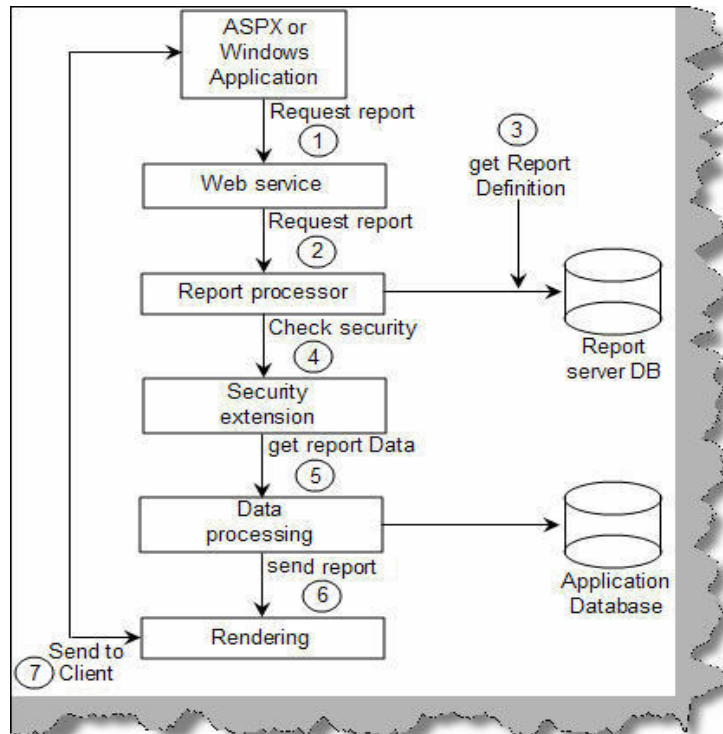 ASPX or
Windows
Application
Request report
1
3
get Report
Definition
Web service
Request report
2
Report processor
Check security
4
Report
server DB
Security
extension
get report Data
5
Data
processing
send report
6
Application
Database
Rendering
Send to
7 Client